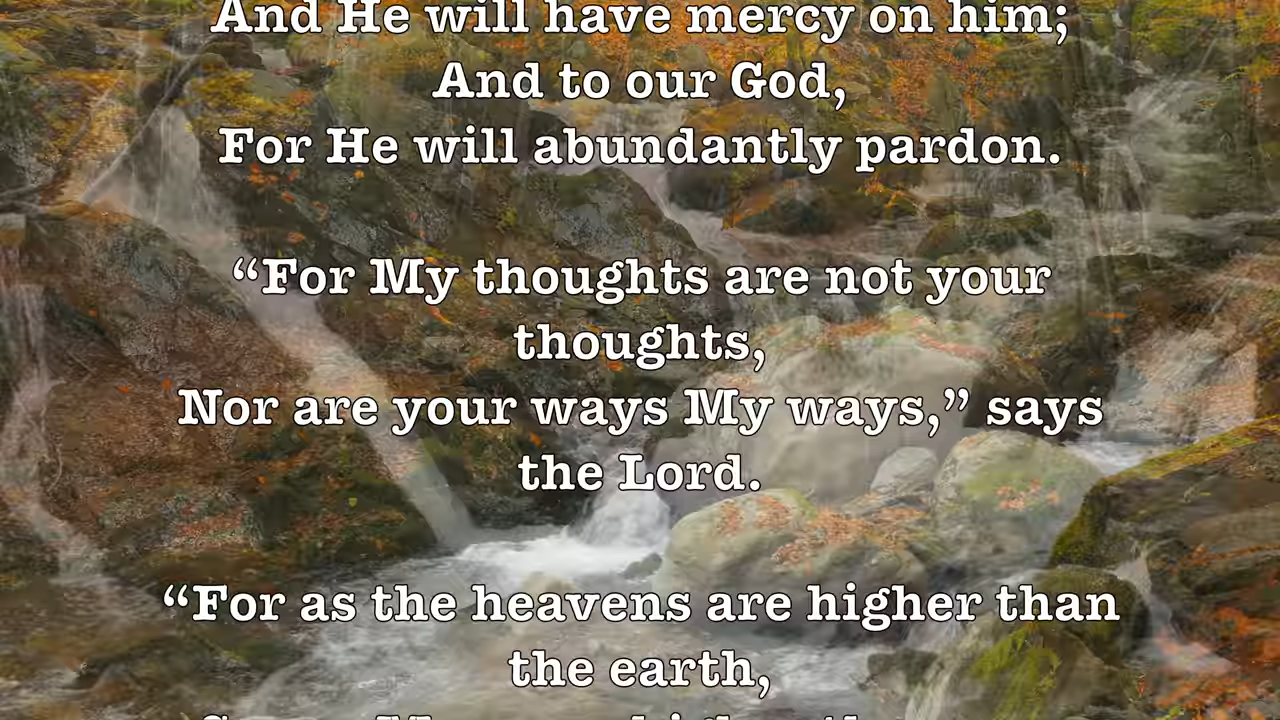 And He will have mercy on him;
And to our God,
For He will abundantly pardon.
“For My thoughts are not your
thoughts,
Nor are your ways My ways,” says
the Lord.
“For as the heavens are higher than
the earth,